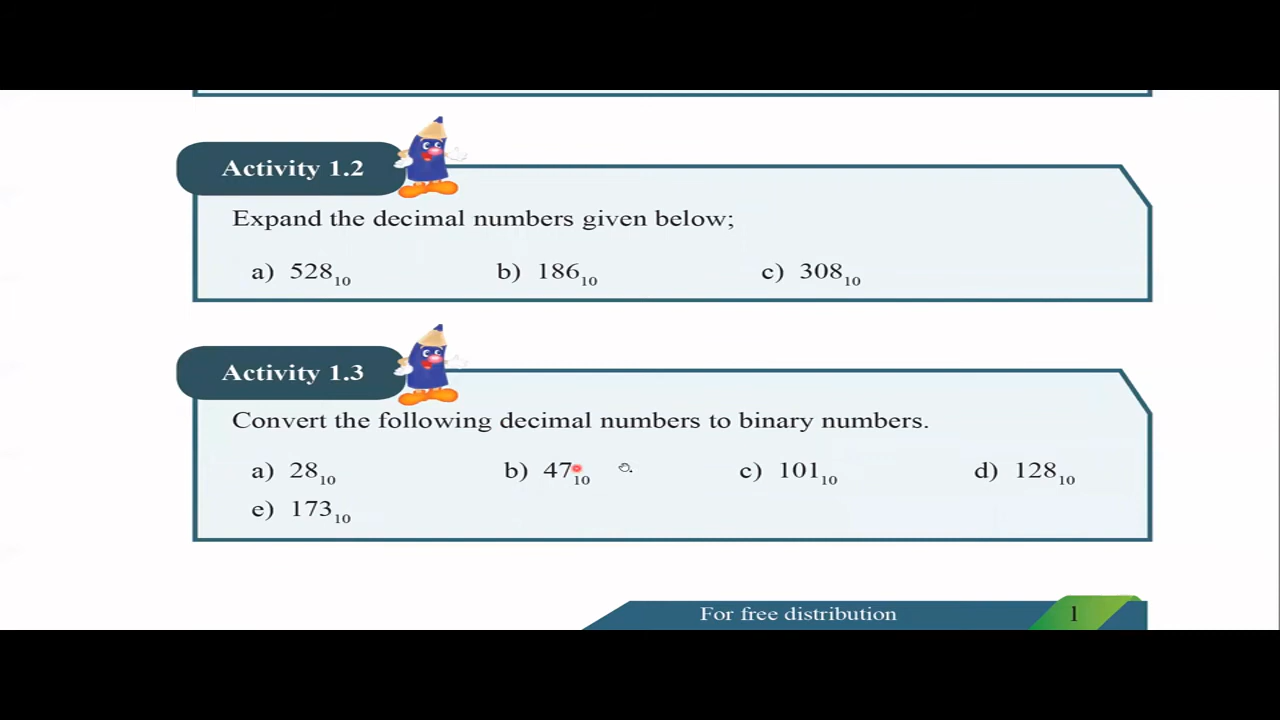 Activity 1.2
Expand the decimal numbers given below;
a) 528₁₀ b) 186₁₀ c) 308₁₀
Activity 1.3
Convert the following decimal numbers to binary numbers.
a) 28₁₀ b) 47₁₀ c) 101₁₀ d) 128₁₀
e) 173₁₀
For free distribution 1